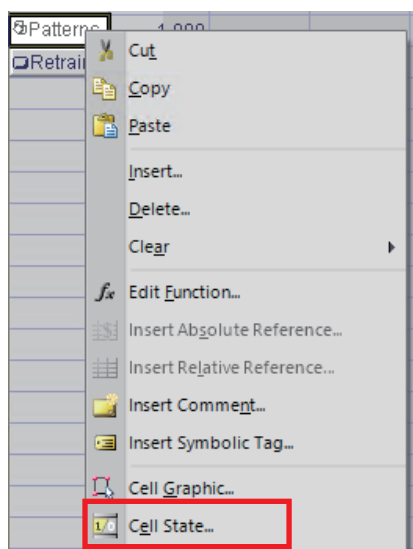 Patterns
Retrain
Cut
Copy
Paste
Insert...
Delete...
Clear
fx Edit Function...
Insert Absolute Reference...
Insert Relative Reference...
Insert Comment...
Insert Symbolic Tag...
Cell Graphic...
Cell State...